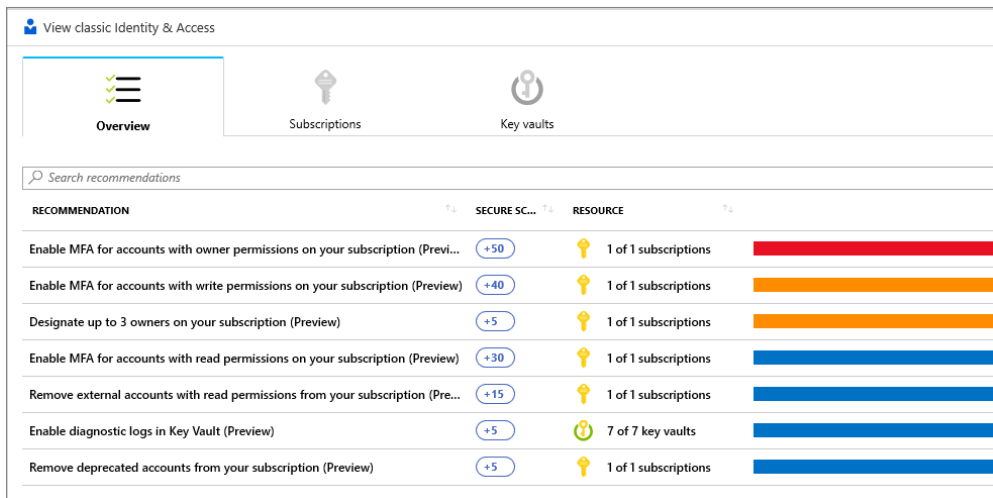 View classic Identity & Access
Overview
Subscriptions
Key vaults
Search recommendations
RECOMMENDATION SECURE SC... RESOURCE
Enable MFA for accounts with owner permissions on your subscription (Previ... +50 1 of 1 subscriptions
Enable MFA for accounts with write permissions on your subscription (Preview) +40 1 of 1 subscriptions
Designate up to 3 owners on your subscription (Preview) +5 1 of 1 subscriptions
Enable MFA for accounts with read permissions on your subscription (Preview) +30 1 of 1 subscriptions
Remove external accounts with read permissions from your subscription (Pre... +15 1 of 1 subscriptions
Enable diagnostic logs in Key Vault (Preview) +5 7 of 7 key vaults
Remove deprecated accounts from your subscription (Preview) +5 1 of 1 subscriptions